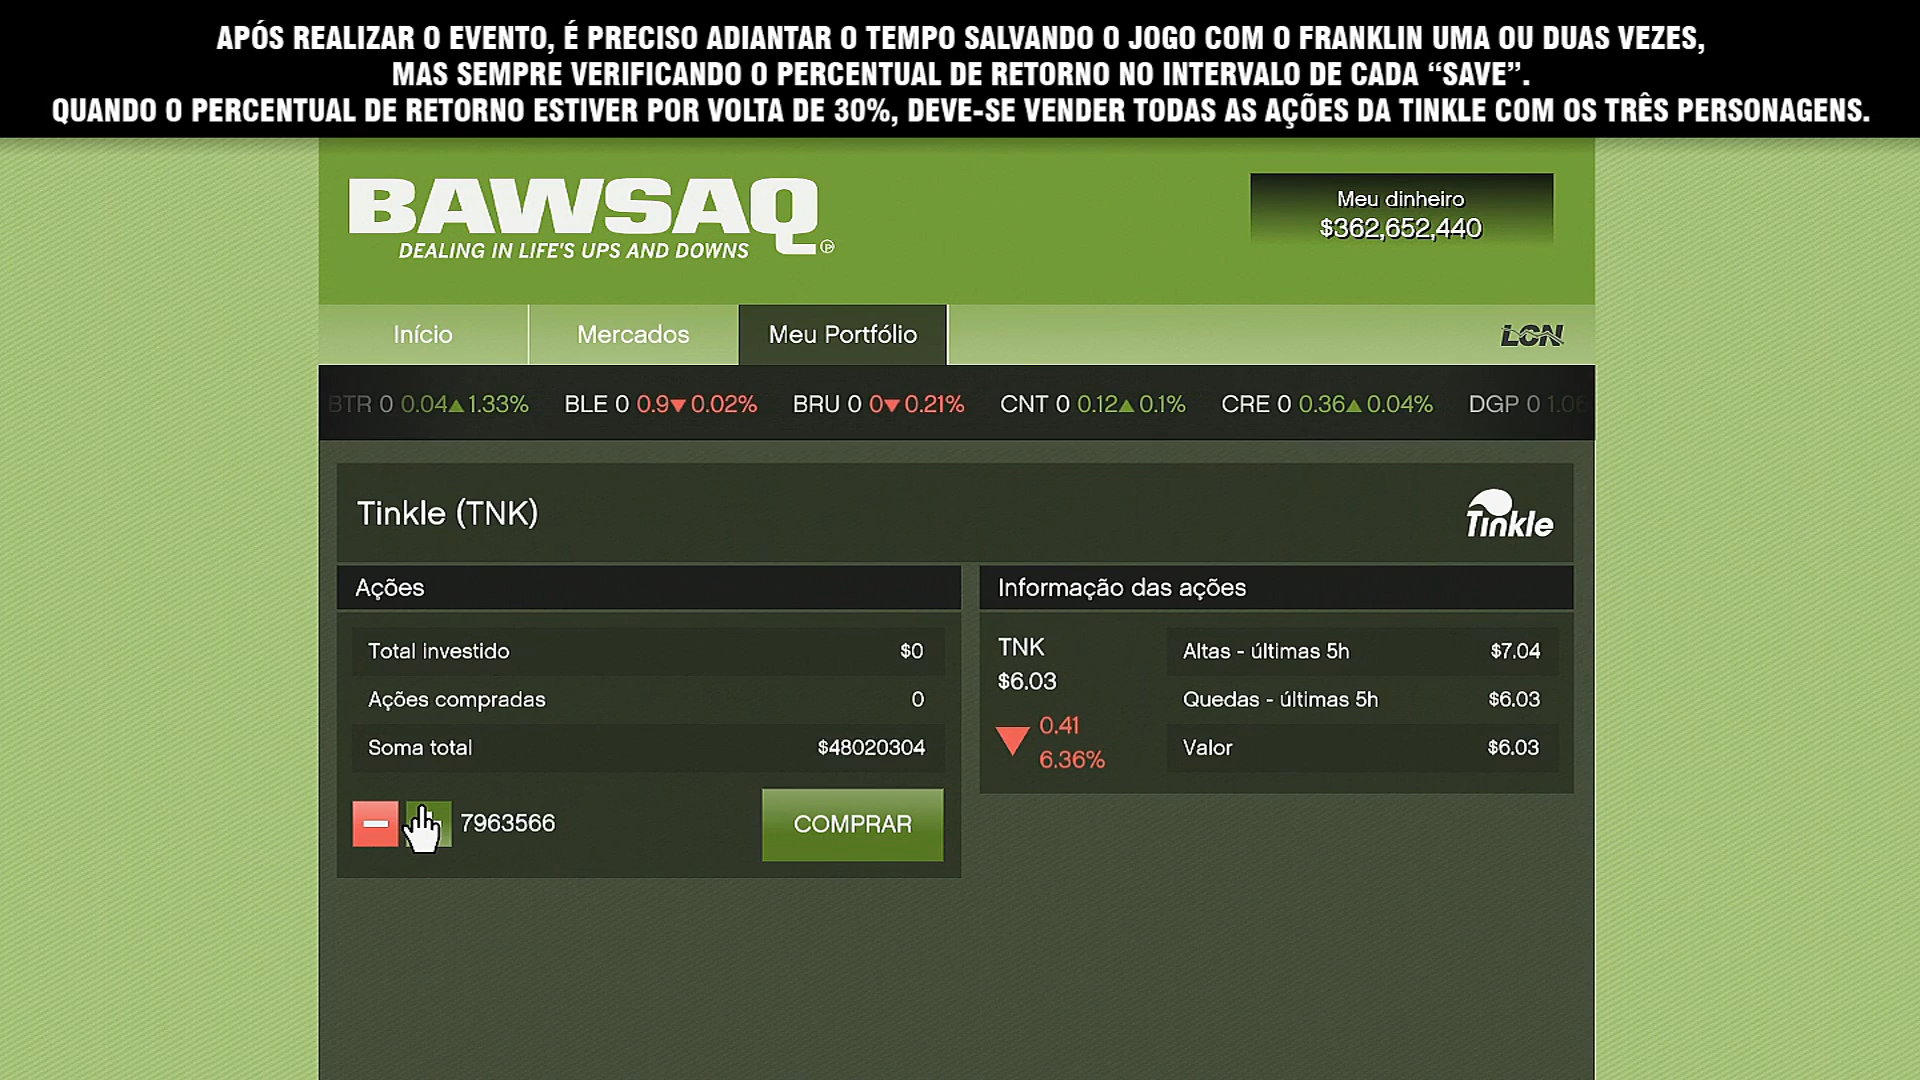 APÓS REALIZAR O EVENTO, É PRECISO ADIANTAR O TEMPO SALVANDO O JOGO COM O FRANKLIN UMA OU DUAS VEZES,
MAS SEMPRE VERIFICANDO O PERCENTUAL DE RETORNO NO INTERVALO DE CADA “SAVE”.
QUANDO O PERCENTUAL DE RETORNO ESTIVER POR VOLTA DE 30%, DEVE-SE VENDER TODAS AS AÇÕES DA TINKLE COM OS TRÊS PERSONAGENS.
BAWSAQ
DEALING IN LIFE'S UPS AND DOWNS
Meu dinheiro
$362,652,440
Início Mercados Meu Portfólio LCN
BTR 0 0.04▲1.33% BLE 0 0.9▼0.02% BRU 0 0▼0.21% CNT 0 0.12▲0.1% CRE 0 0.36▲0.04% DGP 0 1.06
Tinkle (TNK) Tinkle
Ações
Total investido $0
Ações compradas 0
Soma total $48020304
7963566 COMPRAR
Informação das ações
TNK
$6.03
0.41
6.36%
Altas - últimas 5h $7.04
Quedas - últimas 5h $6.03
Valor $6.03